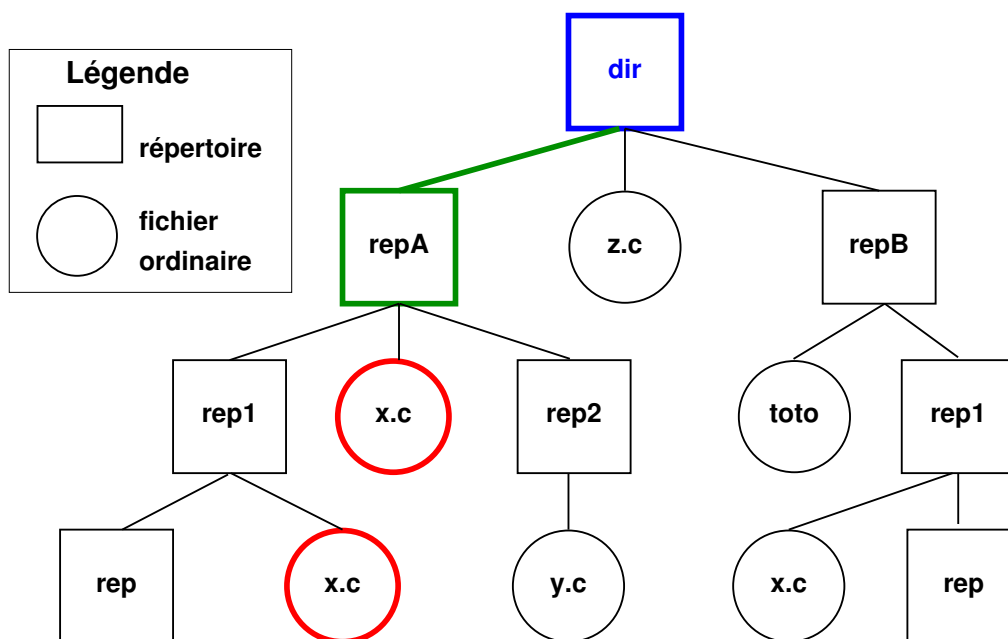 Légende
répertoire
fichier
ordinaire
dir
repA
z.c
repB
rep1
x.c
rep2
toto
rep1
rep
x.c
y.c
x.c
rep